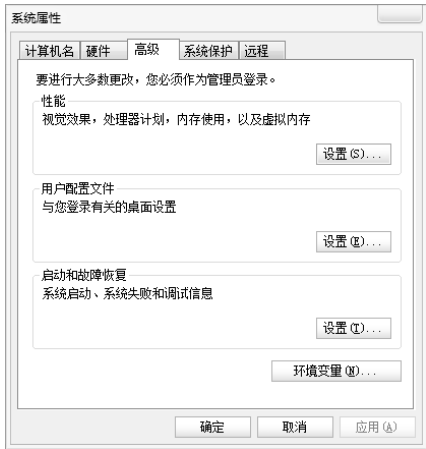 系统属性
计算机名 硬件 高级 系统保护 远程
要进行大多数更改，您必须作为管理员登录。
性能
视觉效果，处理器计划，内存使用，以及虚拟内存
设置(S)...
用户配置文件
与您登录有关的桌面设置
设置(E)...
启动和故障恢复
系统启动、系统失败和调试信息
设置(T)...
环境变量(N)...
确定 取消 应用(A)